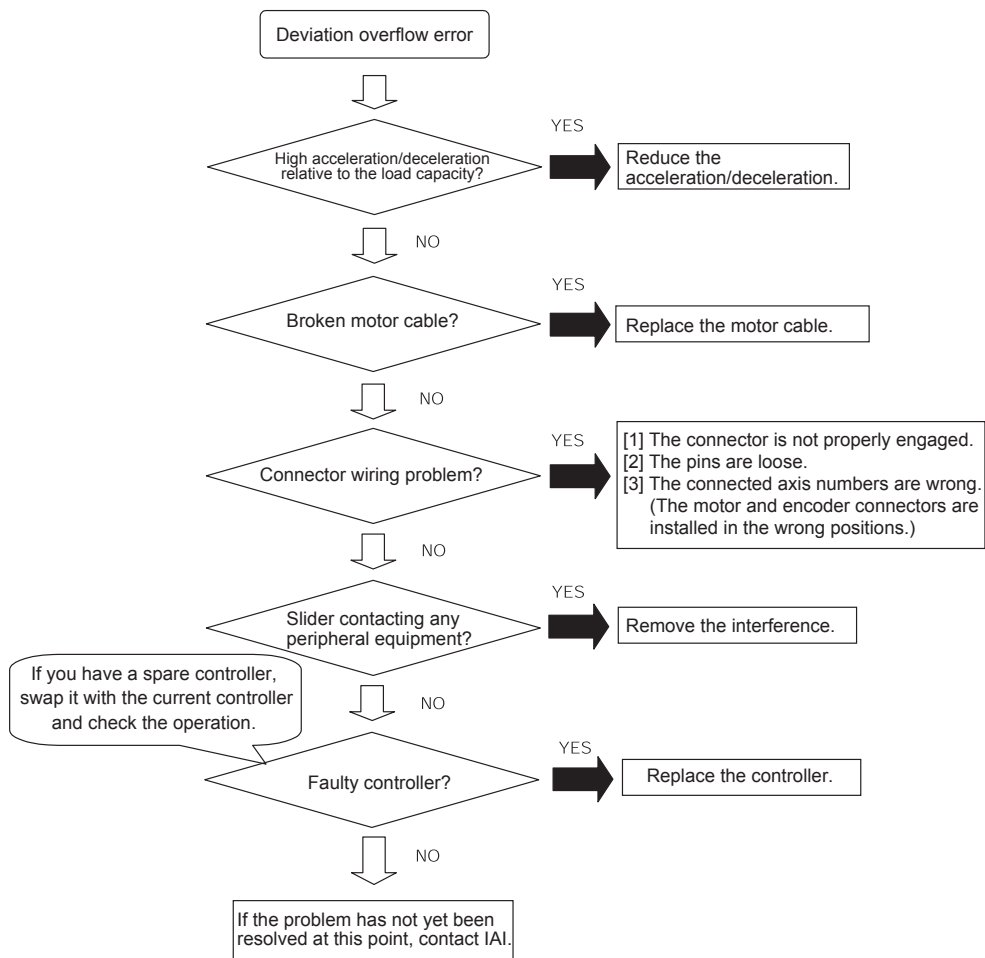 Deviation overflow error
High acceleration/deceleration
relative to the load capacity?
YES
Reduce the
acceleration/deceleration.
NO
Broken motor cable?
YES
Replace the motor cable.
NO
Connector wiring problem?
YES
[1] The connector is not properly engaged.
[2] The pins are loose.
[3] The connected axis numbers are wrong.
(The motor and encoder connectors are
installed in the wrong positions.)
NO
Slider contacting any
peripheral equipment?
YES
Remove the interference.
NO
If you have a spare controller,
swap it with the current controller
and check the operation.
Faulty controller?
YES
Replace the controller.
NO
If the problem has not yet been
resolved at this point, contact IAI.